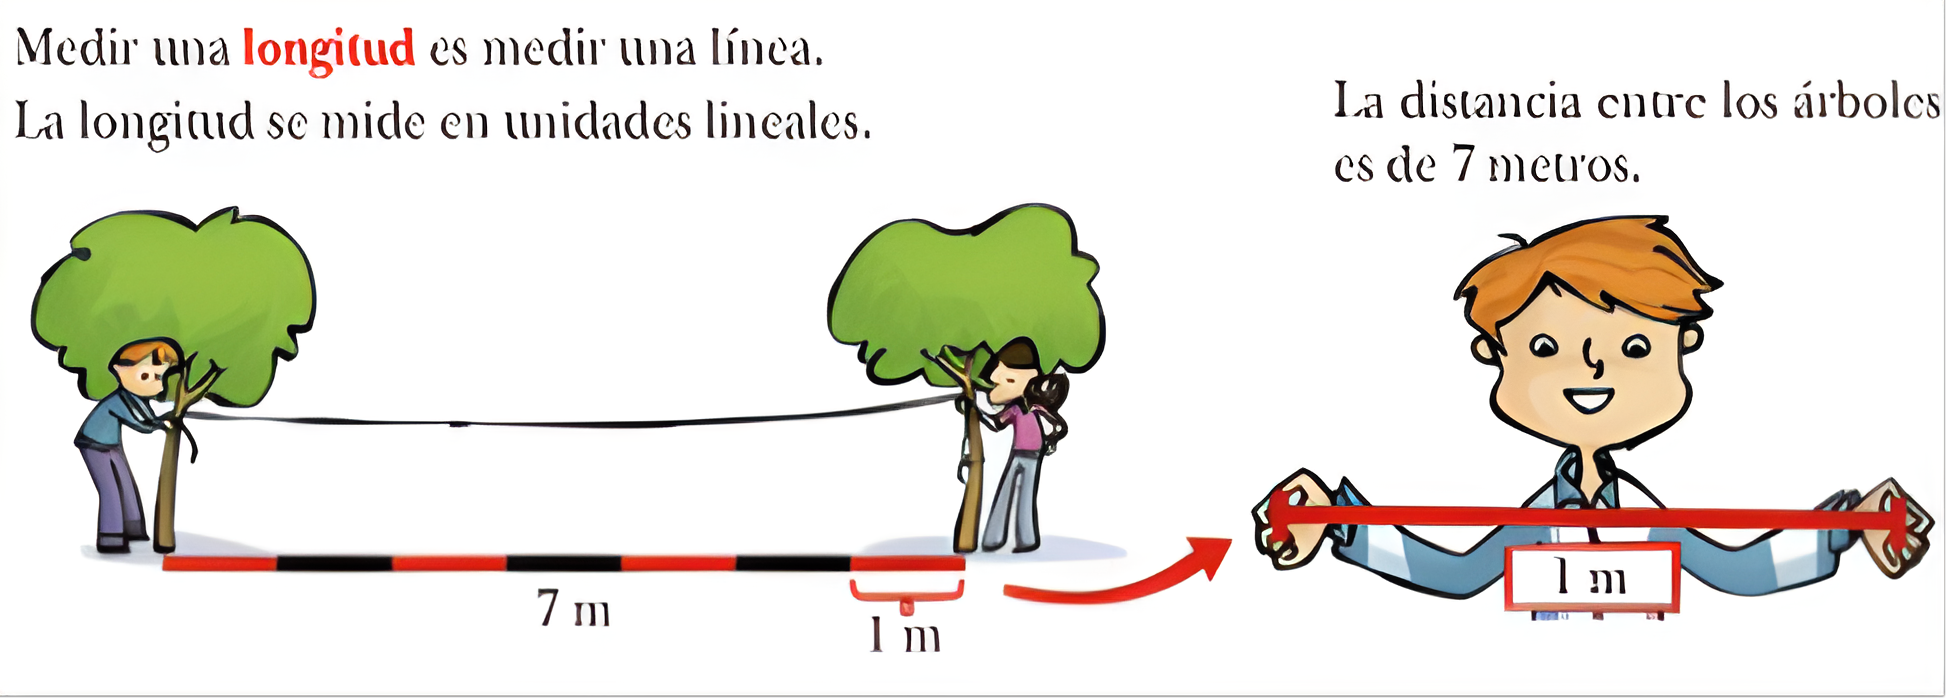 Medir una longitud es medir una línea.
La longitud se mide en unidades lineales.
La distancia entre los árboles
es de 7 metros.
7 m
1 m
1 m